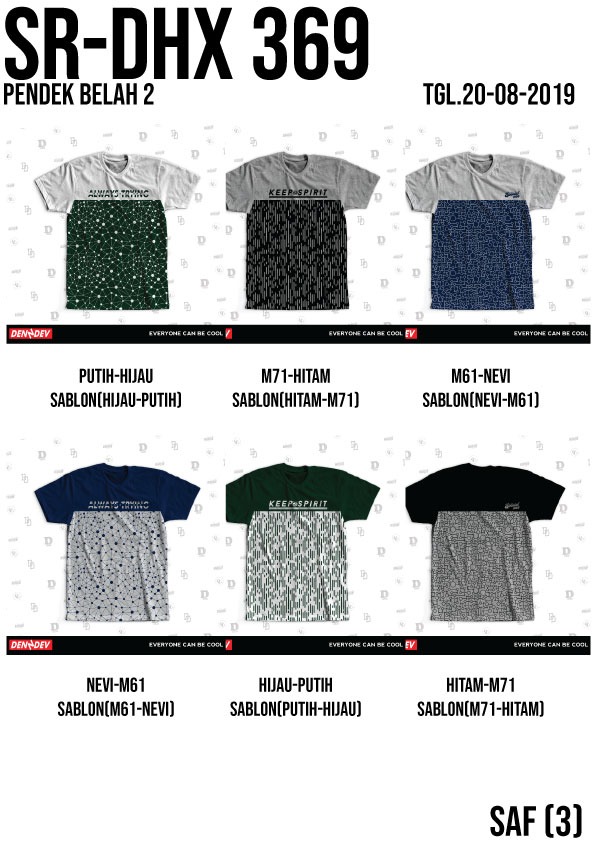 SR-DHX 369
PENDEK BELAH 2
TGL.20-08-2019
ALWAYS TRYING
KEEP SPIRIT
DENDEV
EVERYONE CAN BE COOL
EVERYONE CAN BE COOL
EV
EVERYONE CAN BE COOL
PUTIH-HIJAU
SABLON(HIJAU-PUTIH)
M71-HITAM
SABLON(HITAM-M71)
M61-NEVI
SABLON(NEVI-M61)
ALWAYS TRYING
KEEP SPIRIT
DENDEV
EVERYONE CAN BE COOL
EVERYONE CAN BE COOL
EV
EVERYONE CAN BE COOL
NEVI-M61
SABLON(M61-NEVI)
HIJAU-PUTIH
SABLON(PUTIH-HIJAU)
HITAM-M71
SABLON(M71-HITAM)
SAF (3)